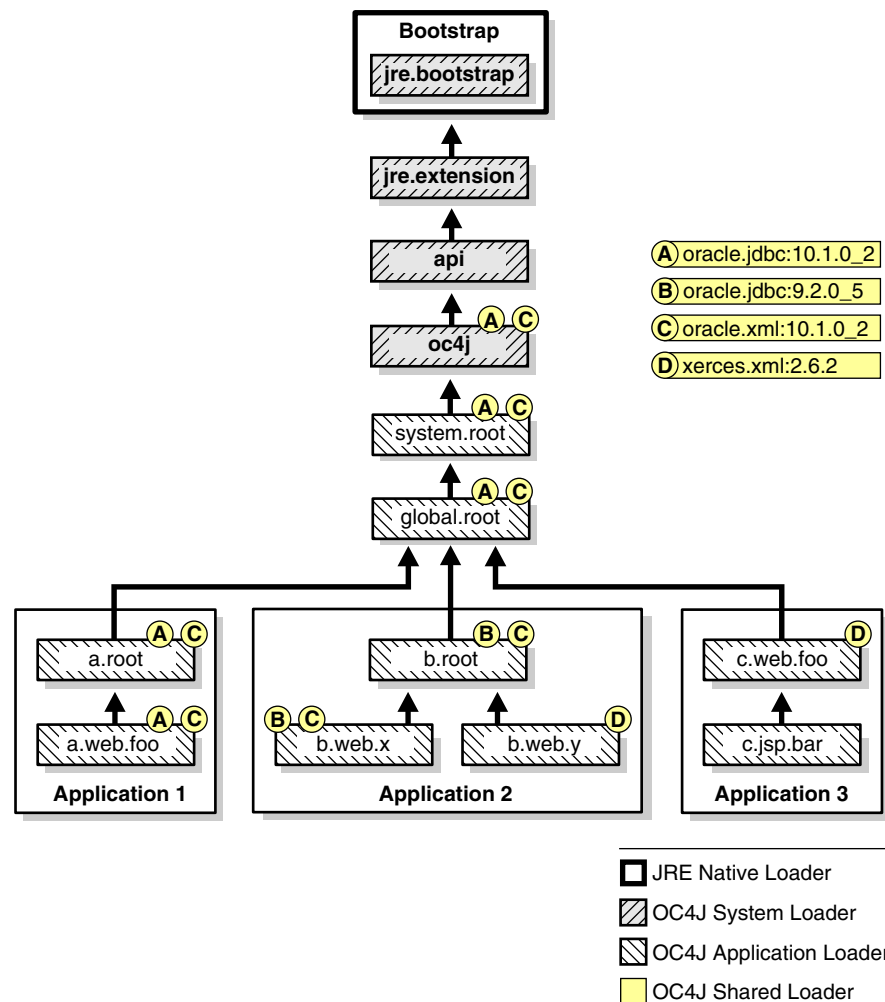 Bootstrap
jre.bootstrap
jre.extension
api
A oracle.jdbc:10.1.0_2
B oracle.jdbc:9.2.0_5
C oracle.xml:10.1.0_2
D xerces.xml:2.6.2
A C
oc4j
A C
system.root
A C
global.root
A C
a.root
A C
a.web.foo
Application 1
B C
b.root
B C
b.web.x
D
b.web.y
Application 2
D
c.web.foo
c.jsp.bar
Application 3
JRE Native Loader
OC4J System Loader
OC4J Application Loader
OC4J Shared Loader